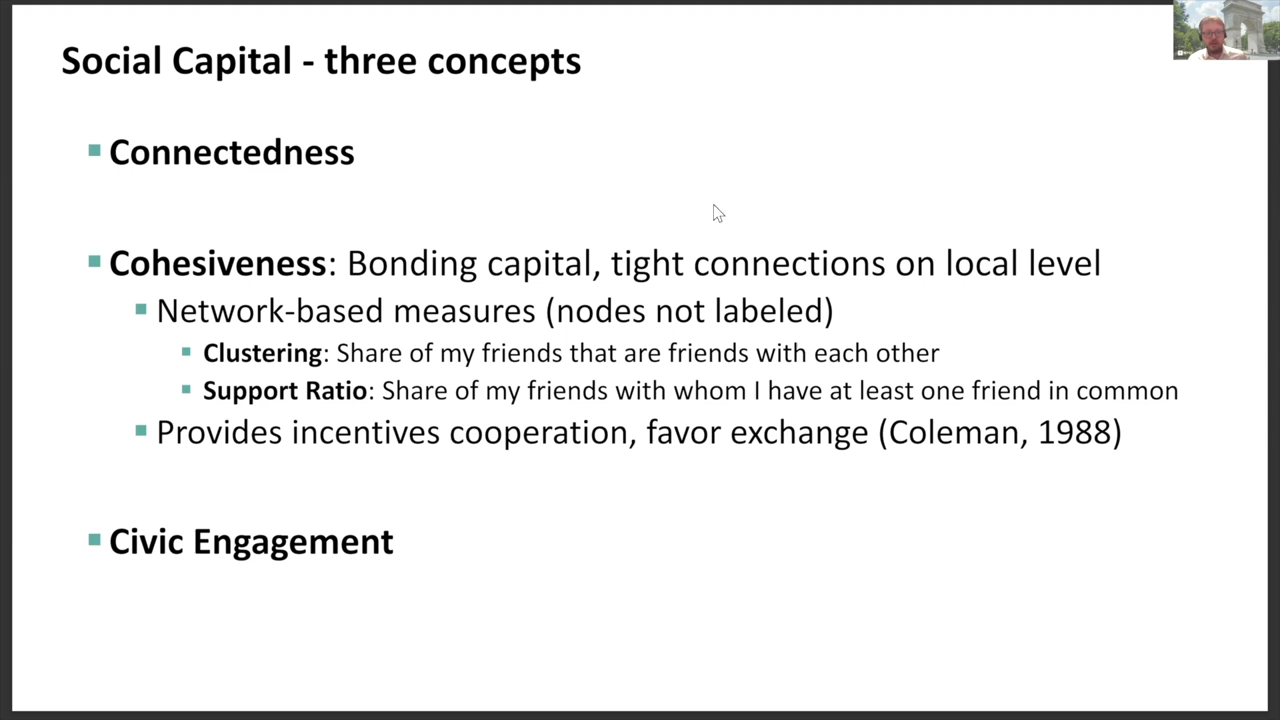 Social Capital - three concepts
Connectedness
Cohesiveness: Bonding capital, tight connections on local level
Network-based measures (nodes not labeled)
Clustering: Share of my friends that are friends with each other
Support Ratio: Share of my friends with whom I have at least one friend in common
Provides incentives cooperation, favor exchange (Coleman, 1988)
Civic Engagement